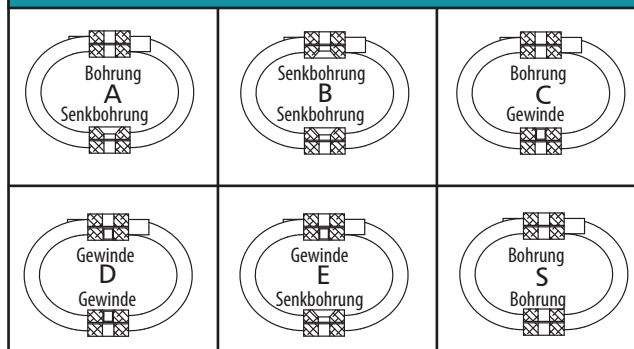 Bohrung
A
Senkbohrung
Senkbohrung
B
Senkbohrung
Bohrung
C
Gewinde
Gewinde
D
Gewinde
Gewinde
E
Senkbohrung
Bohrung
S
Bohrung